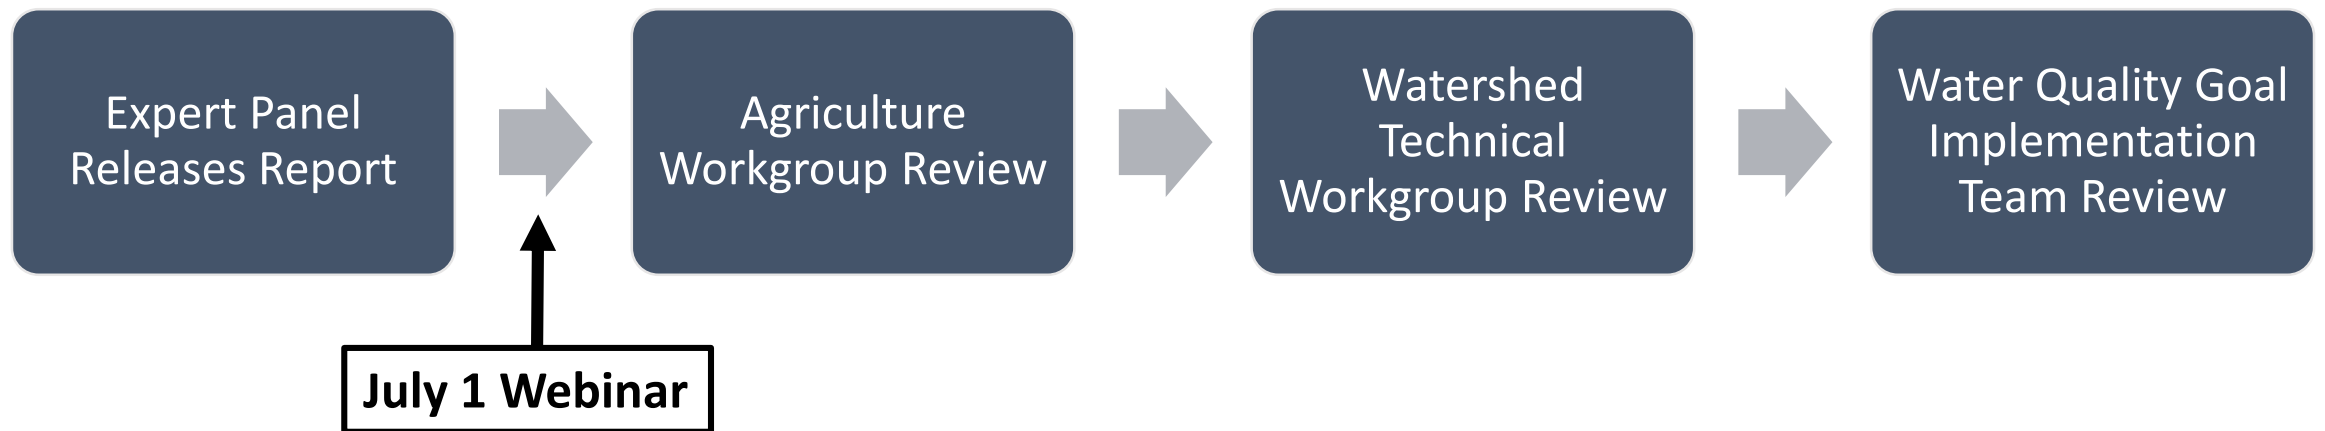 Expert Panel
Releases Report
Agriculture
Workgroup Review
Watershed
Technical
Workgroup Review
Water Quality Goal
Implementation
Team Review
July 1 Webinar